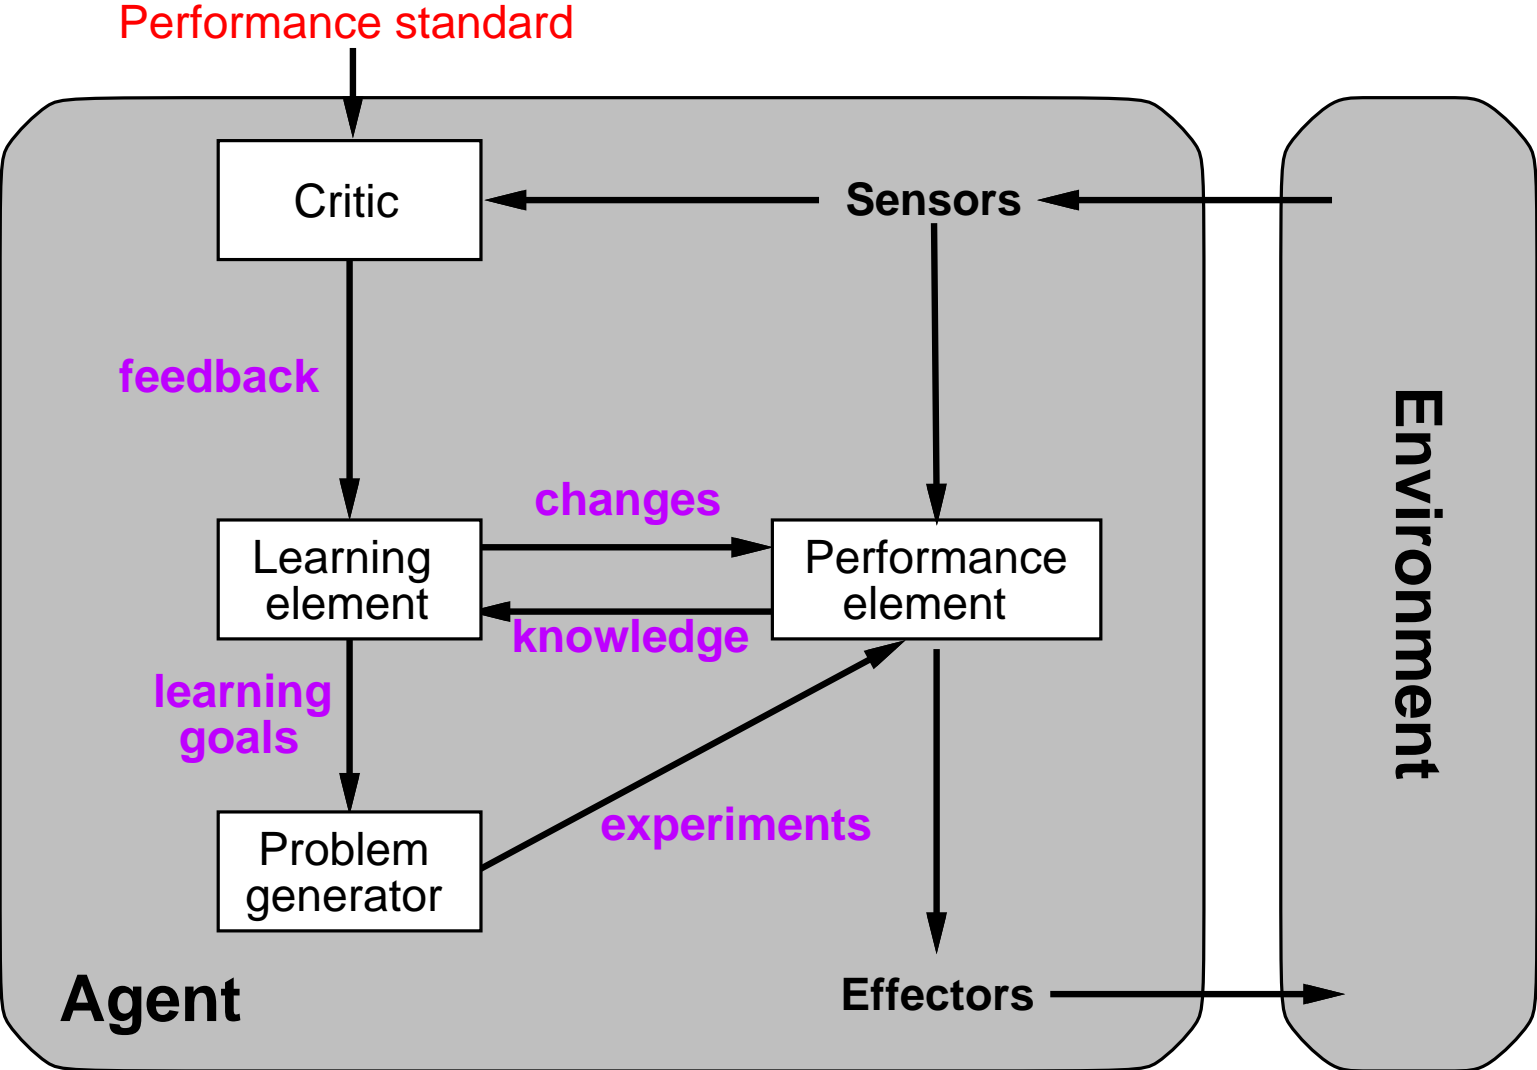 Performance standard
Critic
Sensors
feedback
changes
Learning
element
Performance
element
knowledge
learning
goals
experiments
Problem
generator
Agent
Effectors
Environment